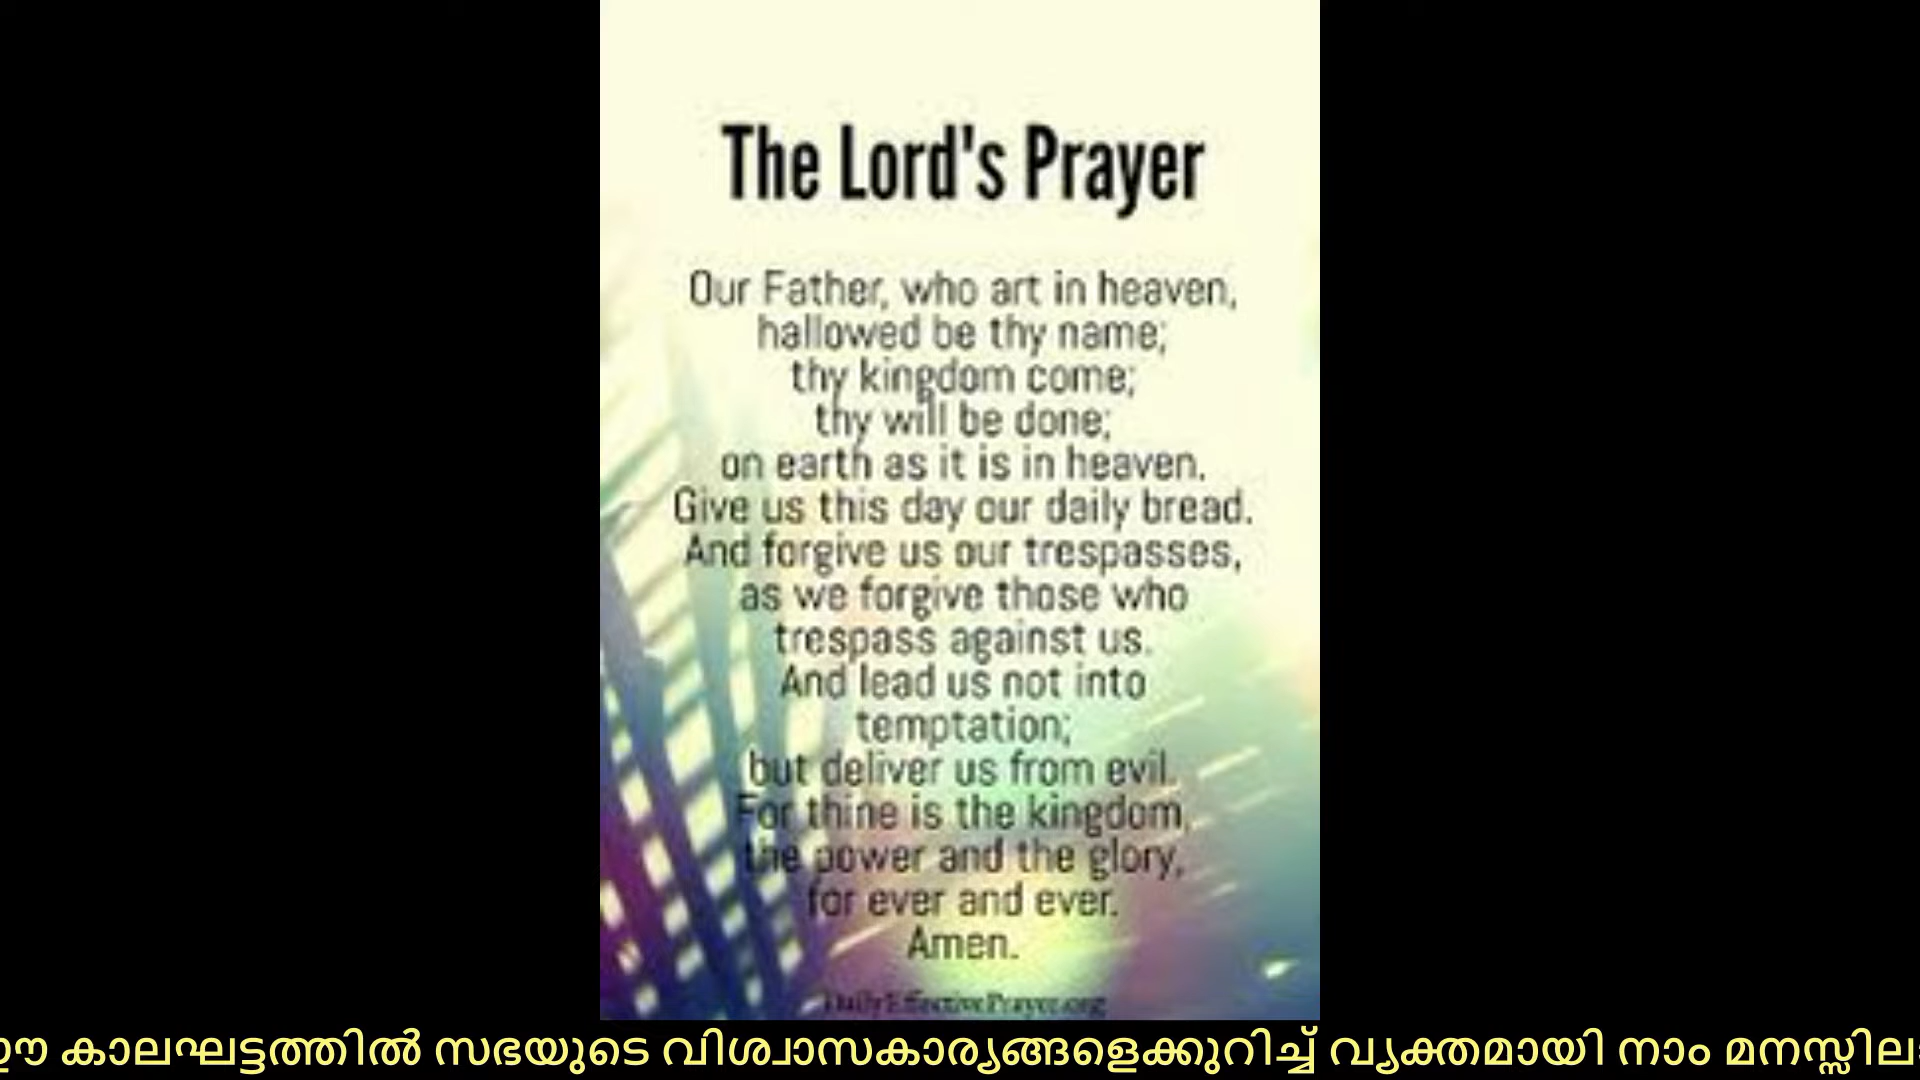 The Lord's Prayer
Our Father, who art in heaven,
hallowed be thy name;
thy kingdom come;
thy will be done;
on earth as it is in heaven.
Give us this day our daily bread.
And forgive us our trespasses,
as we forgive those who
trespass against us.
And lead us not into
temptation;
but deliver us from evil.
For thine is the kingdom,
the power and the glory,
for ever and ever.
Amen.
DailyEffectivePrayer.org
ഈ കാലഘട്ടത്തിൽ സഭയുടെ വിശ്വാസകാര്യങ്ങളെക്കുറിച്ച് വ്യക്തമായി നാം